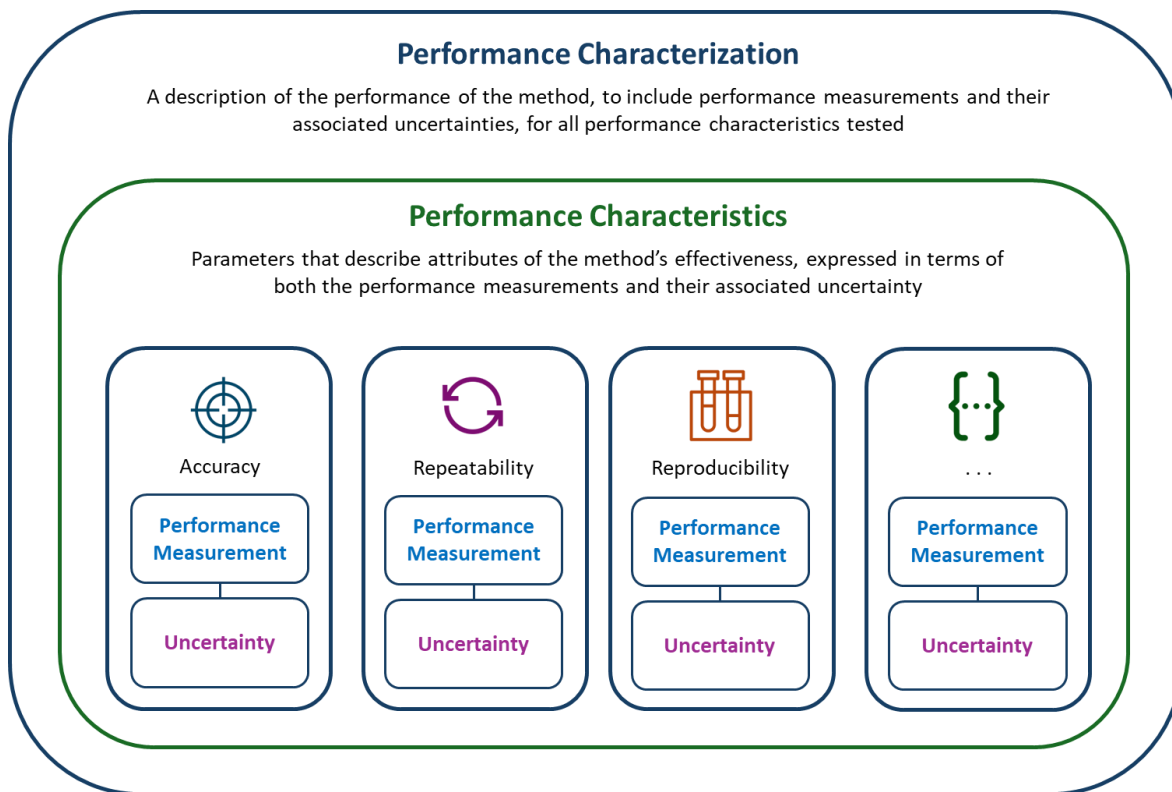 Performance Characterization
A description of the performance of the method, to include performance measurements and their
associated uncertainties, for all performance characteristics tested
Performance Characteristics
Parameters that describe attributes of the method's effectiveness, expressed in terms of
both the performance measurements and their associated uncertainty
Accuracy
Performance
Measurement
Uncertainty
Repeatability
Performance
Measurement
Uncertainty
Reproducibility
Performance
Measurement
Uncertainty
{...}
. . .
Performance
Measurement
Uncertainty